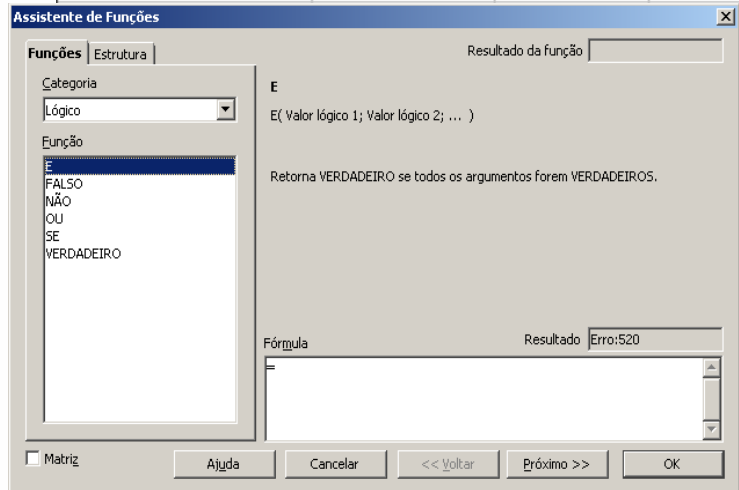 Assistente de Funções
Funções Estrutura
Resultado da função
Categoria
Lógico
Função
E
FALSO
NÃO
OU
SE
VERDADEIRO
E
E( Valor lógico 1; Valor lógico 2; ... )
Retorna VERDADEIRO se todos os argumentos forem VERDADEIROS.
Fórmula
Resultado Erro:520
=
Matriz
Ajuda
Cancelar
<< Voltar
Próximo >>
OK